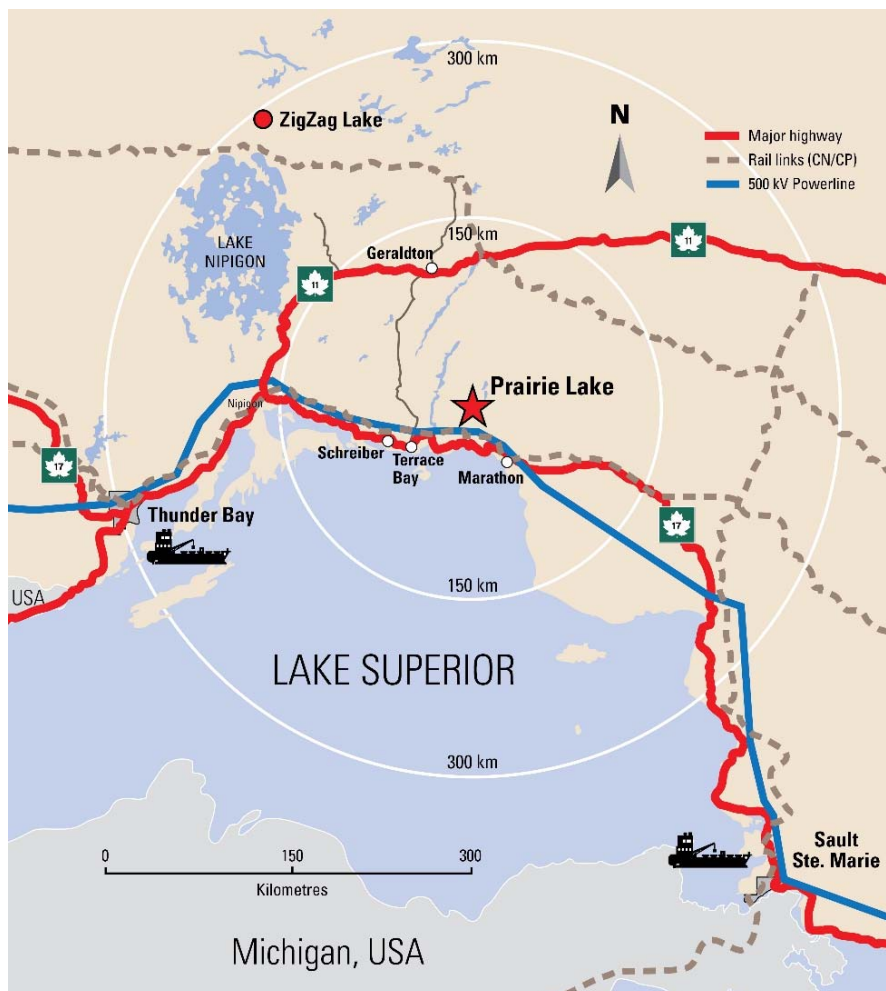 300 km
ZigZag Lake
N
Major highway
Rail links (CN/CP)
500 kV Powerline
150 km
LAKE
NIPIGON
Geraldton
11
11
Prairie Lake
Nipigon
Schreiber
Terrace
Bay
Marathon
17
Thunder Bay
17
USA
150 km
LAKE SUPERIOR
300 km
0
150
300
Kilometres
Sault
Ste. Marie
Michigan, USA